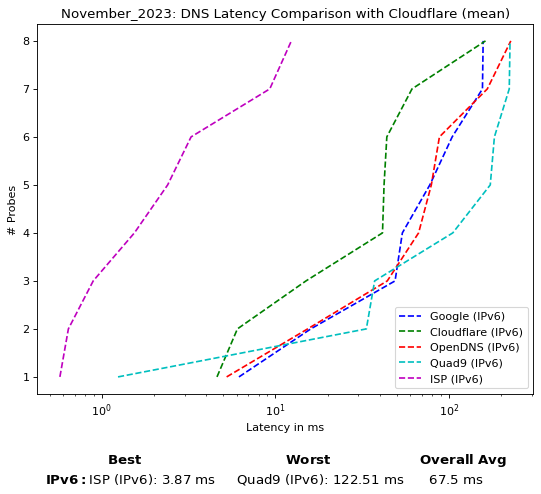 November_2023: DNS Latency Comparison with Cloudflare (mean)
8
7
6
5
4
3
2
1
# Probes
Google (IPv6)
Cloudflare (IPv6)
OpenDNS (IPv6)
Quad9 (IPv6)
ISP (IPv6)
10⁰ 10¹ 10²
Latency in ms
Best Worst Overall Avg
IPv6: ISP (IPv6): 3.87 ms Quad9 (IPv6): 122.51 ms 67.5 ms